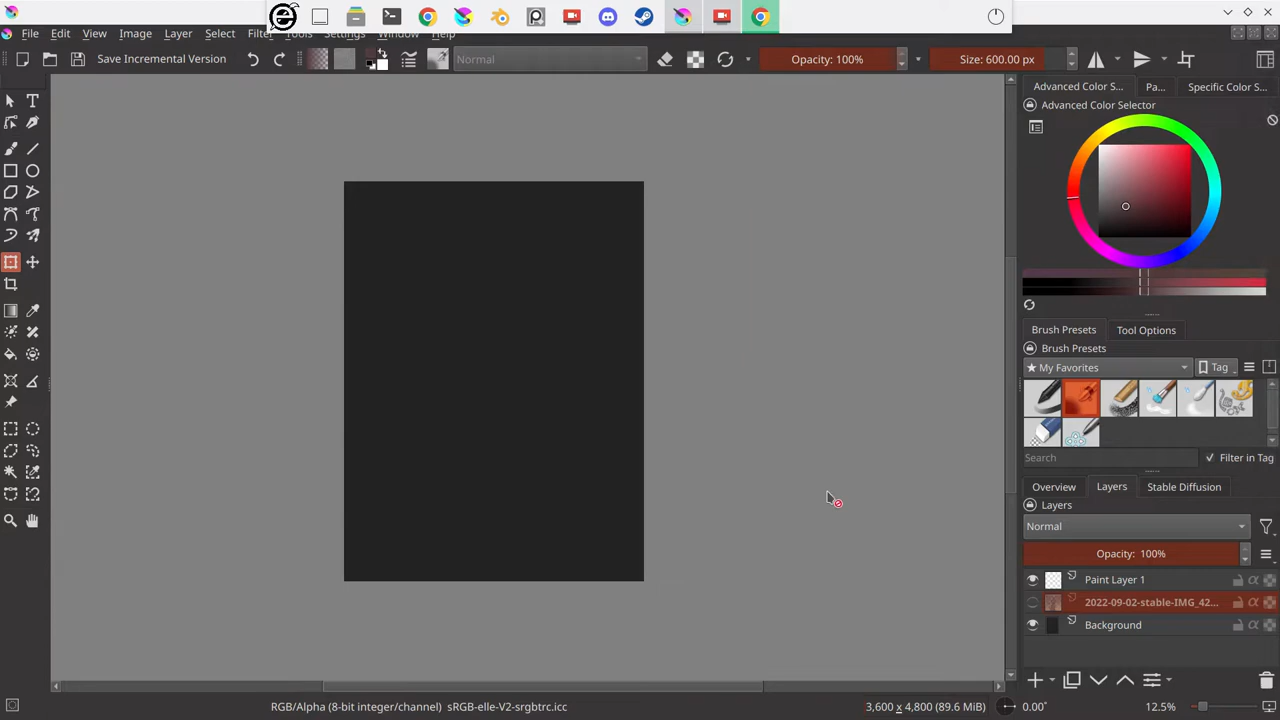 File Edit View Image Layer Select Filter Tools Settings Window Help
Save Incremental Version Normal Opacity: 100% Size: 600.00 px
Advanced Color S... Pa... Specific Color S...
Advanced Color Selector
Brush Presets Tool Options
Brush Presets
★ My Favorites Tag
Search Filter in Tag
Overview Layers Stable Diffusion
Layers
Normal
Opacity: 100%
Paint Layer 1
2022-09-02-stable-IMG_42...
Background
RGB/Alpha (8-bit integer/channel) sRGB-elle-V2-srgbtrc.icc 3,600 x 4,800 (89.6 MiB) 0.00° 12.5%